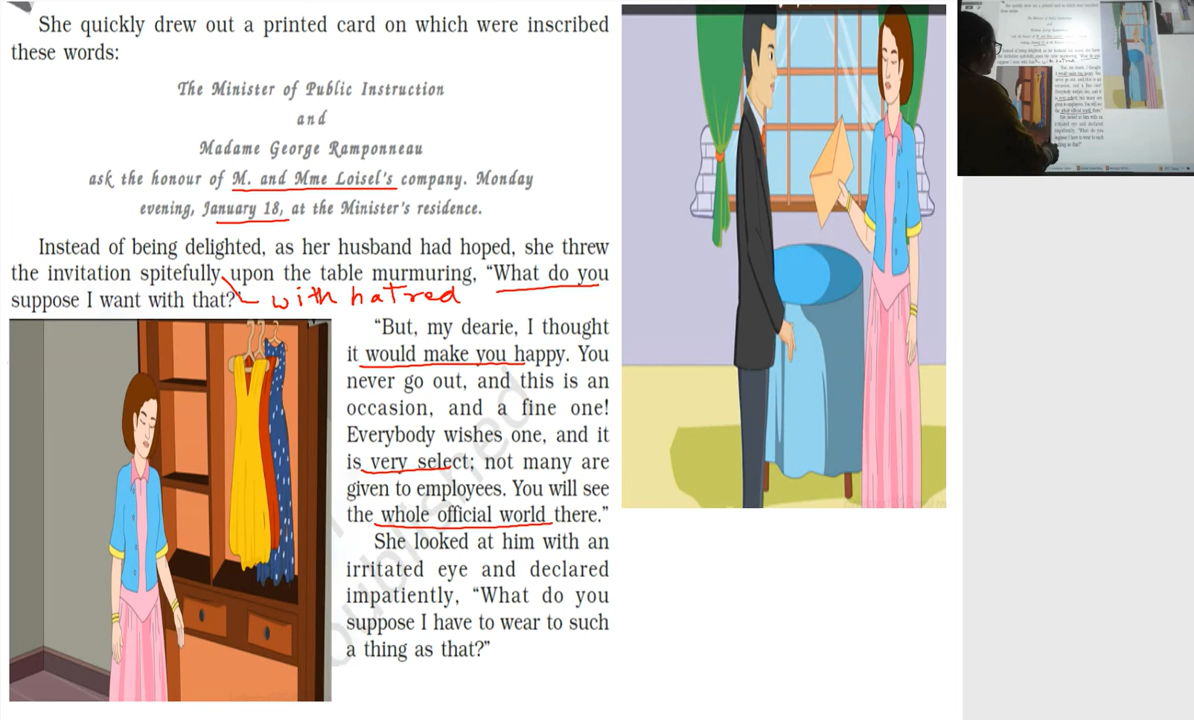 She quickly drew out a printed card on which were inscribed
these words:
The Minister of Public Instruction
and
Madame George Ramponneau
ask the honour of M. and Mme Loisel's company. Monday
evening, January 18, at the Minister's residence.
Instead of being delighted, as her husband had hoped, she threw
the invitation spitefully upon the table murmuring, “What do you
suppose I want with that?”
with hatred
“But, my dearie, I thought
it would make you happy. You
never go out, and this is an
occasion, and a fine one!
Everybody wishes one, and it
is very select; not many are
given to employees. You will see
the whole official world there.”
She looked at him with an
irritated eye and declared
impatiently, “What do you
suppose I have to wear to such
a thing as that?”
published